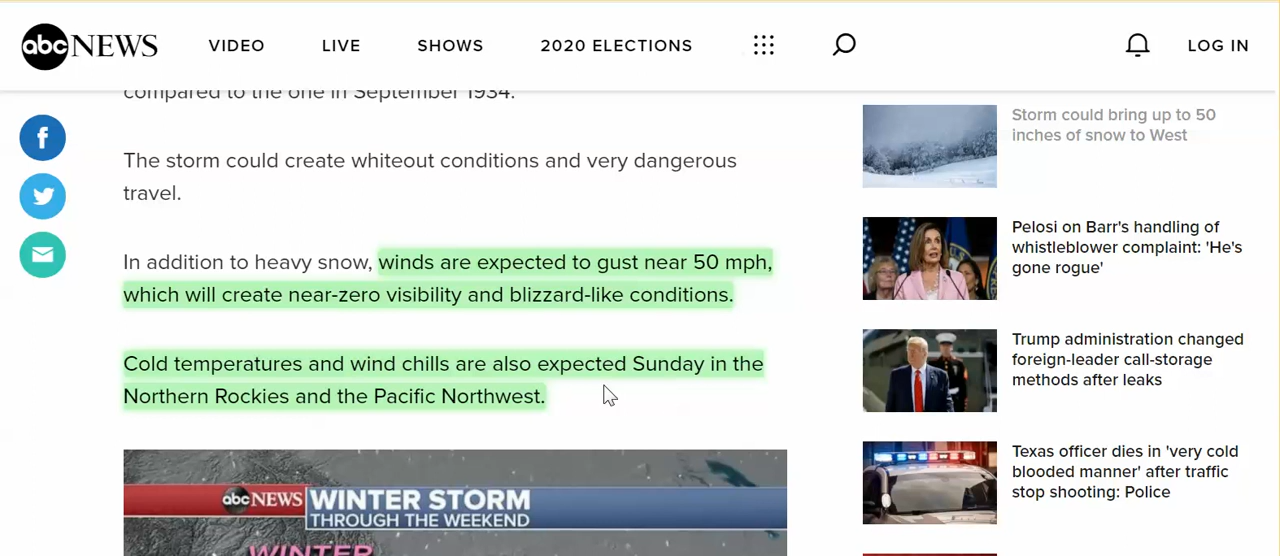 abc NEWS VIDEO LIVE SHOWS 2020 ELECTIONS LOG IN
compared to the one in September 1934.
The storm could create whiteout conditions and very dangerous
travel.
In addition to heavy snow, winds are expected to gust near 50 mph,
which will create near-zero visibility and blizzard-like conditions.
Cold temperatures and wind chills are also expected Sunday in the
Northern Rockies and the Pacific Northwest.
abc NEWS WINTER STORM
THROUGH THE WEEKEND
WINTER
Storm could bring up to 50
inches of snow to West
Pelosi on Barr's handling of
whistleblower complaint: 'He's
gone rogue'
Trump administration changed
foreign-leader call-storage
methods after leaks
Texas officer dies in 'very cold
blooded manner' after traffic
stop shooting: Police